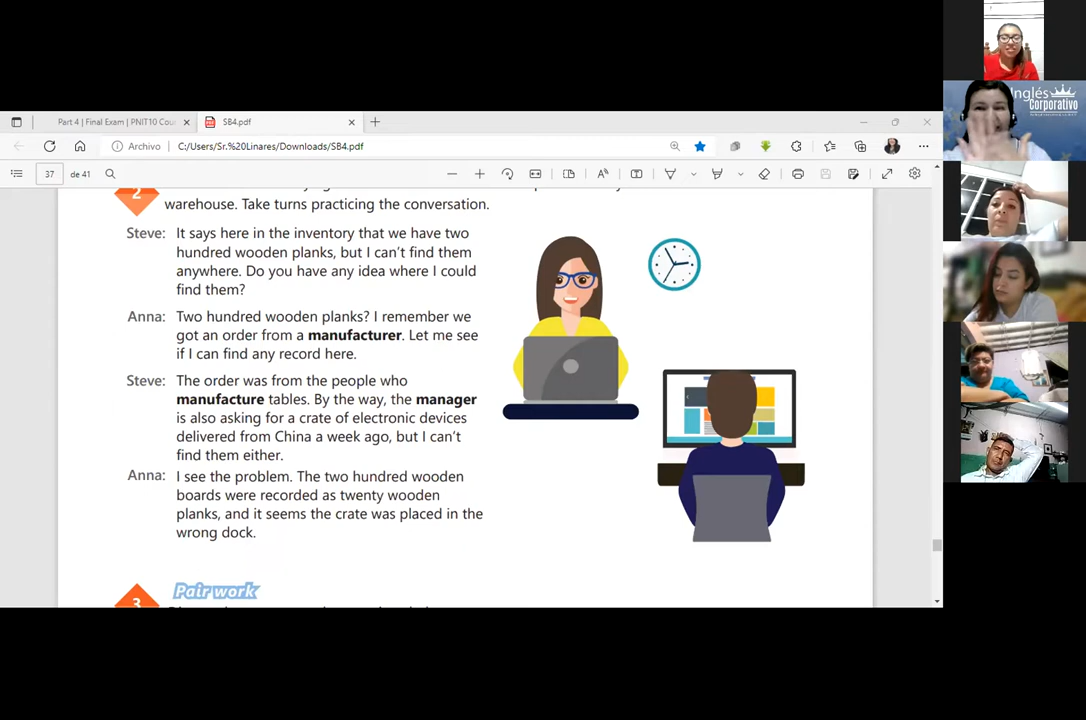 Part 4 | Final Exam | PNIT10 Cou
SB4.pdf
Archivo
C:/Users/Sr.%20Linares/Downloads/SB4.pdf
37
de 41
2
warehouse. Take turns practicing the conversation.
Steve: It says here in the inventory that we have two
hundred wooden planks, but I can't find them
anywhere. Do you have any idea where I could
find them?
Anna: Two hundred wooden planks? I remember we
got an order from a manufacturer. Let me see
if I can find any record here.
Steve: The order was from the people who
manufacture tables. By the way, the manager
is also asking for a crate of electronic devices
delivered from China a week ago, but I can't
find them either.
Anna: I see the problem. The two hundred wooden
boards were recorded as twenty wooden
planks, and it seems the crate was placed in the
wrong dock.
3
Pair work
Inglés
Corporativo